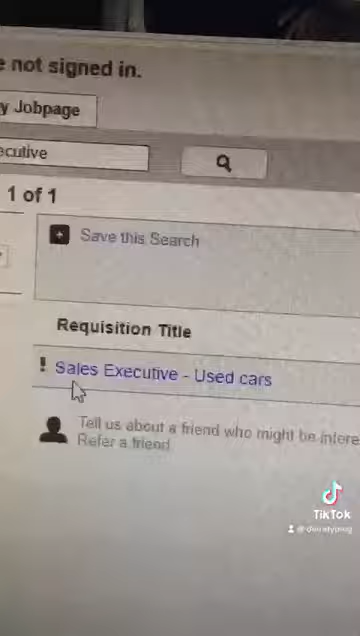 not signed in.
y Jobpage
ecutive
1 of 1
Save this Search
Requisition Title
! Sales Executive - Used cars
Tell us about a friend who might be intere
Refer a friend
TikTok